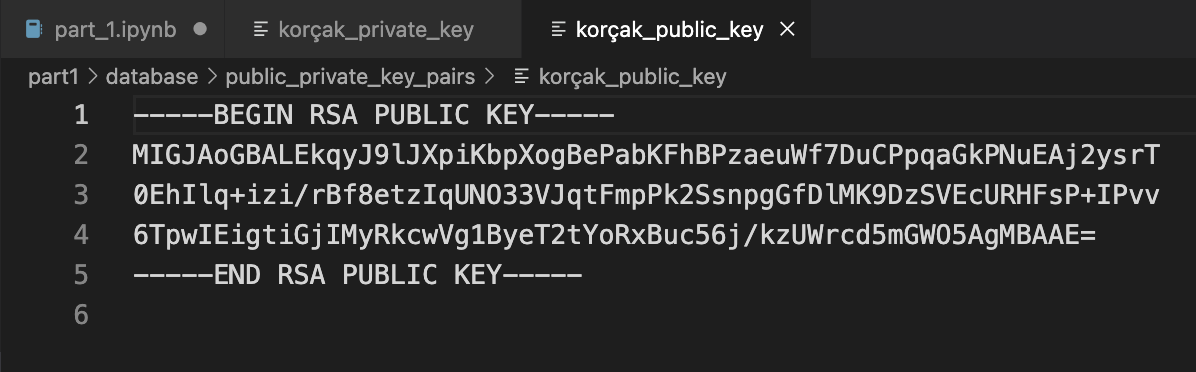 part_1.ipynb korçak_private_key korçak_public_key
part1 > database > public_private_key_pairs > korçak_public_key
1 -----BEGIN RSA PUBLIC KEY-----
2 MIGJAoGBALEkqyJ9lJXpiKbpXogBePabKFhBPzaeuWf7DuCPpqaGkPNuEAj2ysrT
3 0EhIlq+izi/rBf8etzIqUNO33VJqtFmpPk2SsnpgGfDlMK9DzSVEcURHFsP+IPvv
4 6TpwIEigtiGjIMyRkcwVg1ByeT2tYoRxBuc56j/kzUWrcd5mGWO5AgMBAAE=
5 -----END RSA PUBLIC KEY-----
6